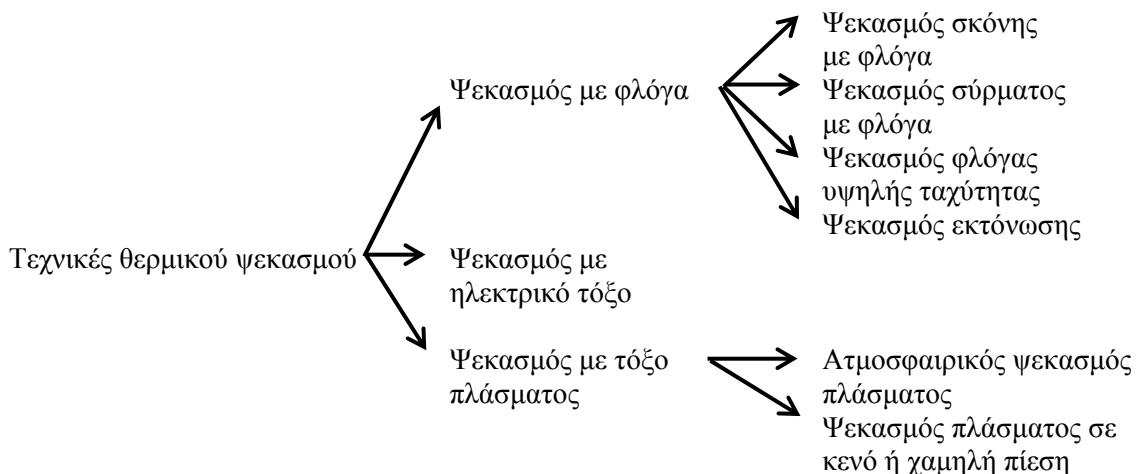 Ψεκασμός σκόνης
με φλόγα
Ψεκασμός με φλόγα
Ψεκασμός σύρματος
με φλόγα
Ψεκασμός φλόγας
υψηλής ταχύτητας
Ψεκασμός εκτόνωσης
Τεχνικές θερμικού ψεκασμού
Ψεκασμός με
ηλεκτρικό τόξο
Ψεκασμός με τόξο
πλάσματος
Ατμοσφαιρικός ψεκασμός
πλάσματος
Ψεκασμός πλάσματος σε
κενό ή χαμηλή πίεση